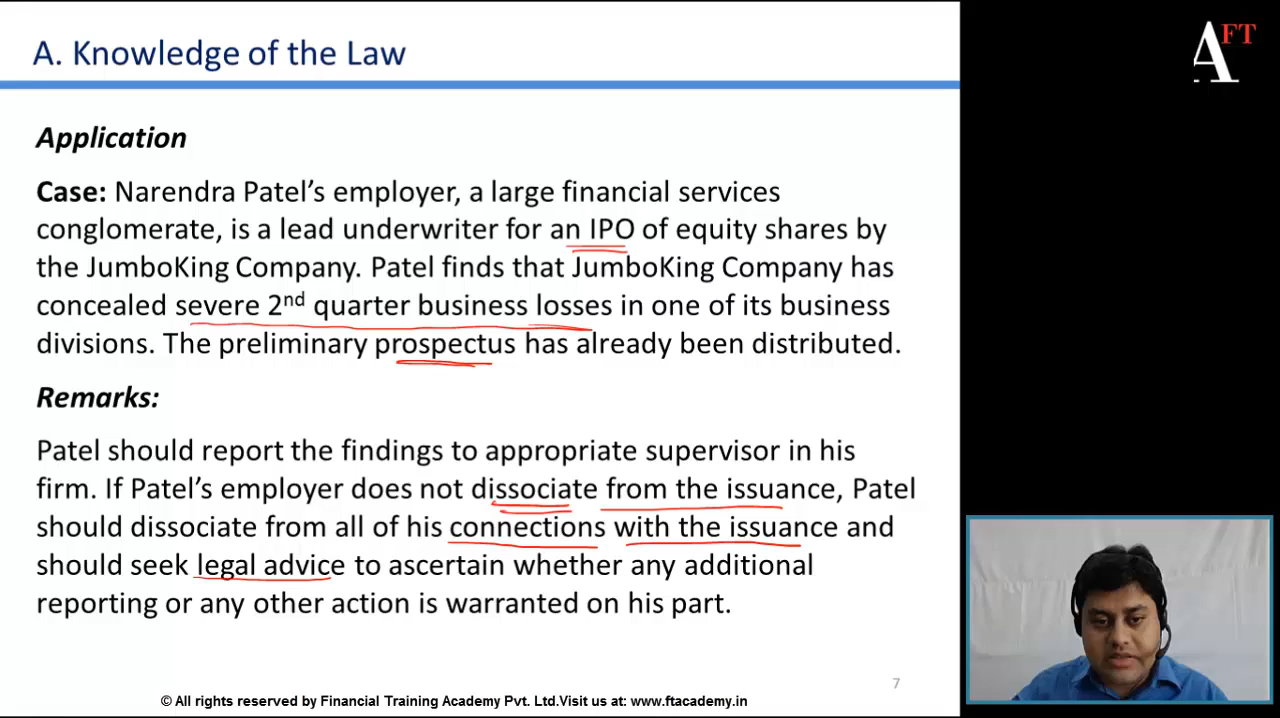 A. Knowledge of the Law
AFT
Application
Case: Narendra Patel's employer, a large financial services
conglomerate, is a lead underwriter for an IPO of equity shares by
the JumboKing Company. Patel finds that JumboKing Company has
concealed severe 2nd quarter business losses in one of its business
divisions. The preliminary prospectus has already been distributed.
Remarks:
Patel should report the findings to appropriate supervisor in his
firm. If Patel's employer does not dissociate from the issuance, Patel
should dissociate from all of his connections with the issuance and
should seek legal advice to ascertain whether any additional
reporting or any other action is warranted on his part.
7
© All rights reserved by Financial Training Academy Pvt. Ltd.Visit us at: www.ftacademy.in